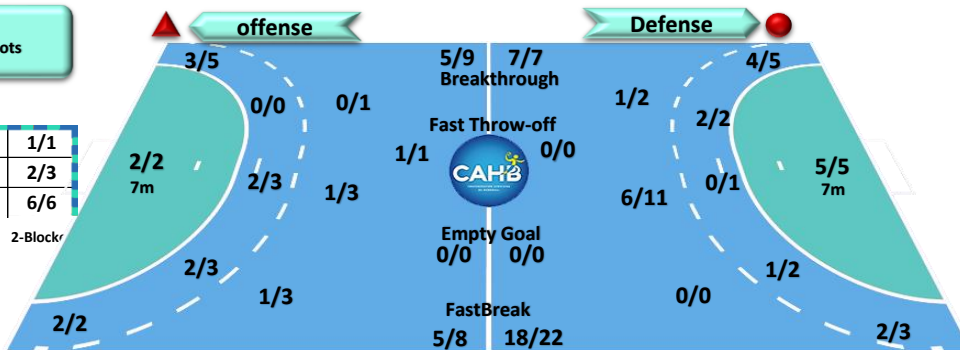 offense
Defense
ots
3/5
5/9 7/7
4/5
Breakthrough
0/0
0/1
1/2
2/2
Fast Throw-off
1/1
0/0
1/1
2/3
6/6
2/2
7m
CAHB
5/5
7m
2/3
1/3
6/11
0/1
2-Block
Empty Goal
0/0 0/0
2/3
1/3
1/2
0/0
FastBreak
2/2
5/8 18/22
2/3